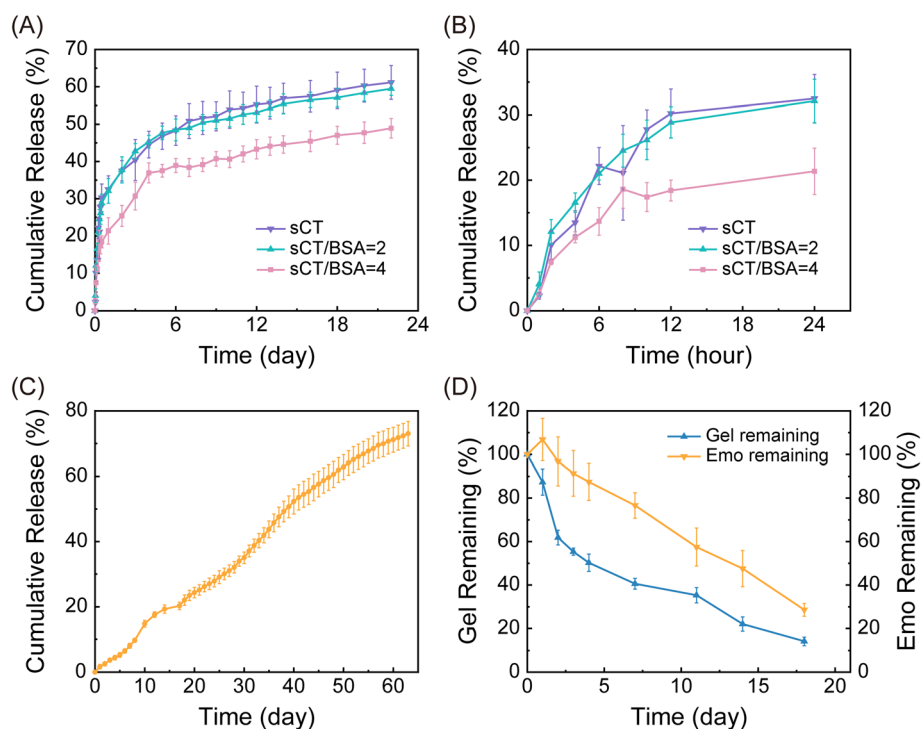 (A)
Cumulative Release (%)
70
60
50
40
30
20
10
0
sCT
sCT/BSA=2
sCT/BSA=4
0 6 12 18 24
Time (day)
(B)
Cumulative Release (%)
40
30
20
10
0
sCT
sCT/BSA=2
sCT/BSA=4
0 6 12 18 24
Time (hour)
(C)
Cumulative Release (%)
80
60
40
20
0
0 10 20 30 40 50 60
Time (day)
(D)
Gel Remaining (%)
120
100
80
60
40
20
0
Gel remaining
Emo remaining
120
100
80
60
40
20
0
Emo Remaining (%)
0 5 10 15 20
Time (day)